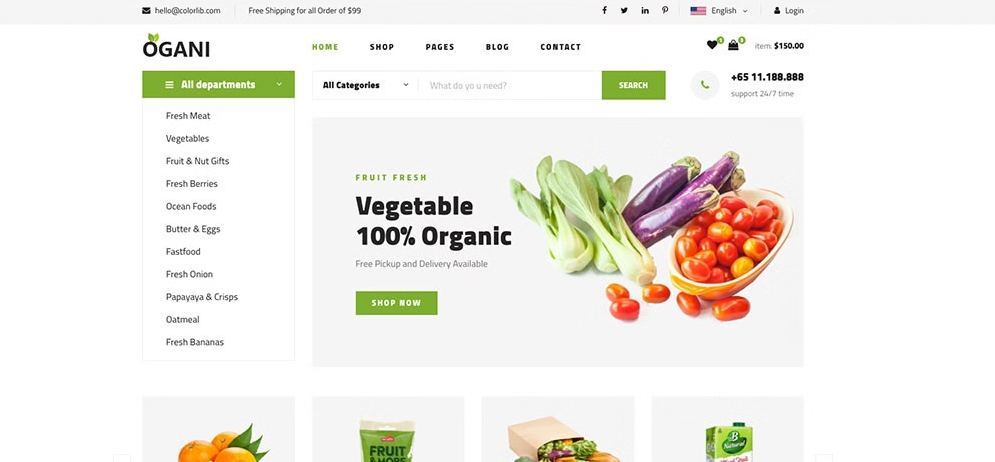 hello@colorlib.com
Free Shipping for all Order of $99
English
Login
OGANI
HOME
SHOP
PAGES
BLOG
CONTACT
1
3
item: $150.00
All departments
All Categories
What do yo u need?
SEARCH
+65 11.188.888
support 24/7 time
Fresh Meat
Vegetables
Fruit & Nut Gifts
Fresh Berries
Ocean Foods
Butter & Eggs
Fastfood
Fresh Onion
Papayaya & Crisps
Oatmeal
Fresh Bananas
FRUIT FRESH
Vegetable
100% Organic
Free Pickup and Delivery Available
SHOP NOW
FRUIT
& MORE
B
Natural